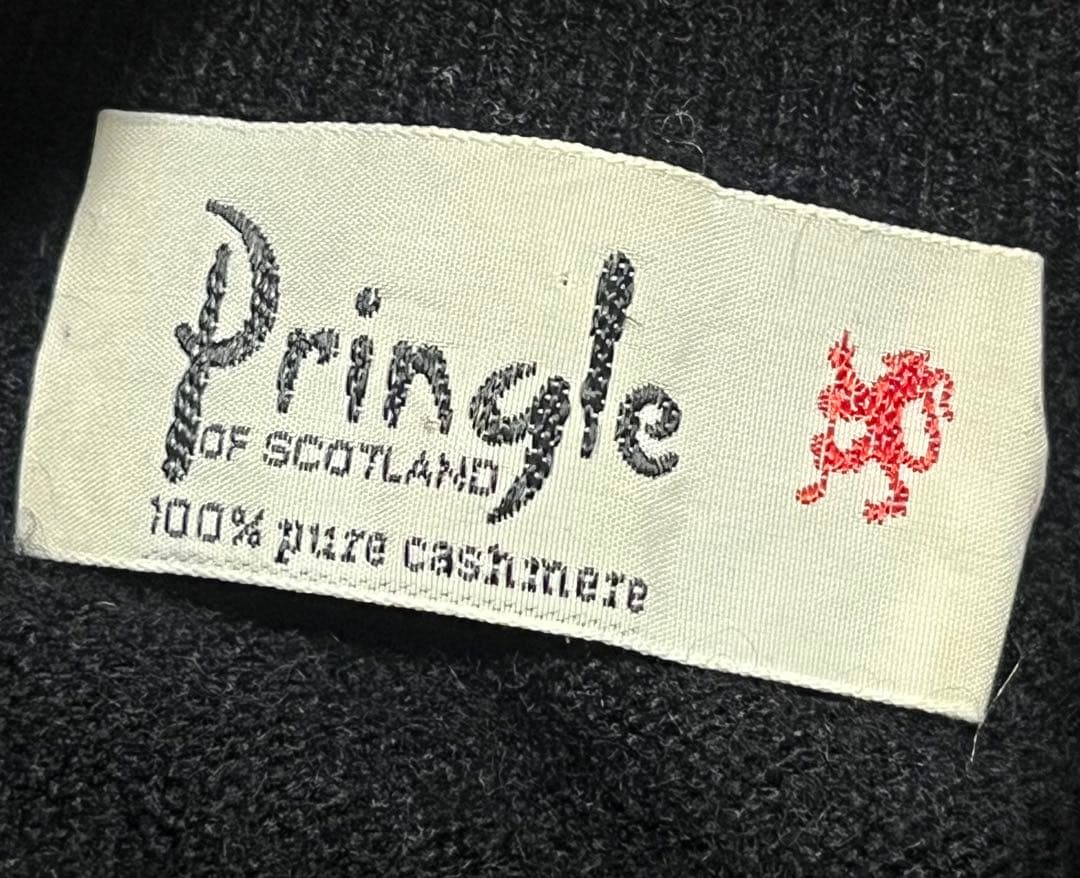 Pringle
OF SCOTLAND
100% pure cashmere